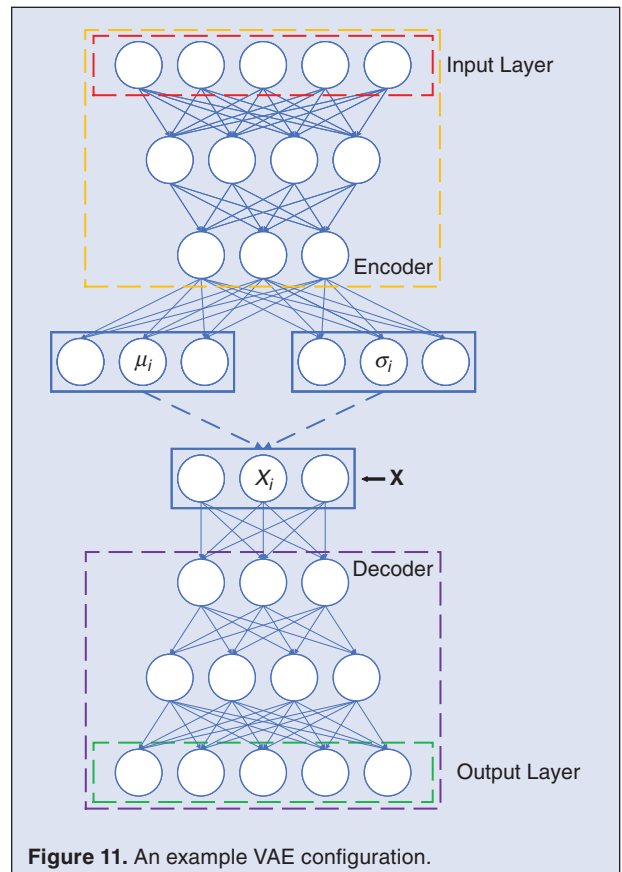 Input Layer
Encoder
μi
σi
Xi
X
Decoder
Output Layer
Figure 11. An example VAE configuration.